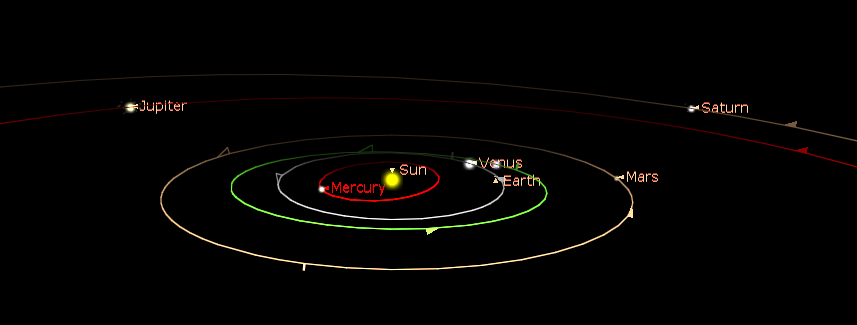 Jupiter
Saturn
Venus
Sun
Mars
Earth
Mercury